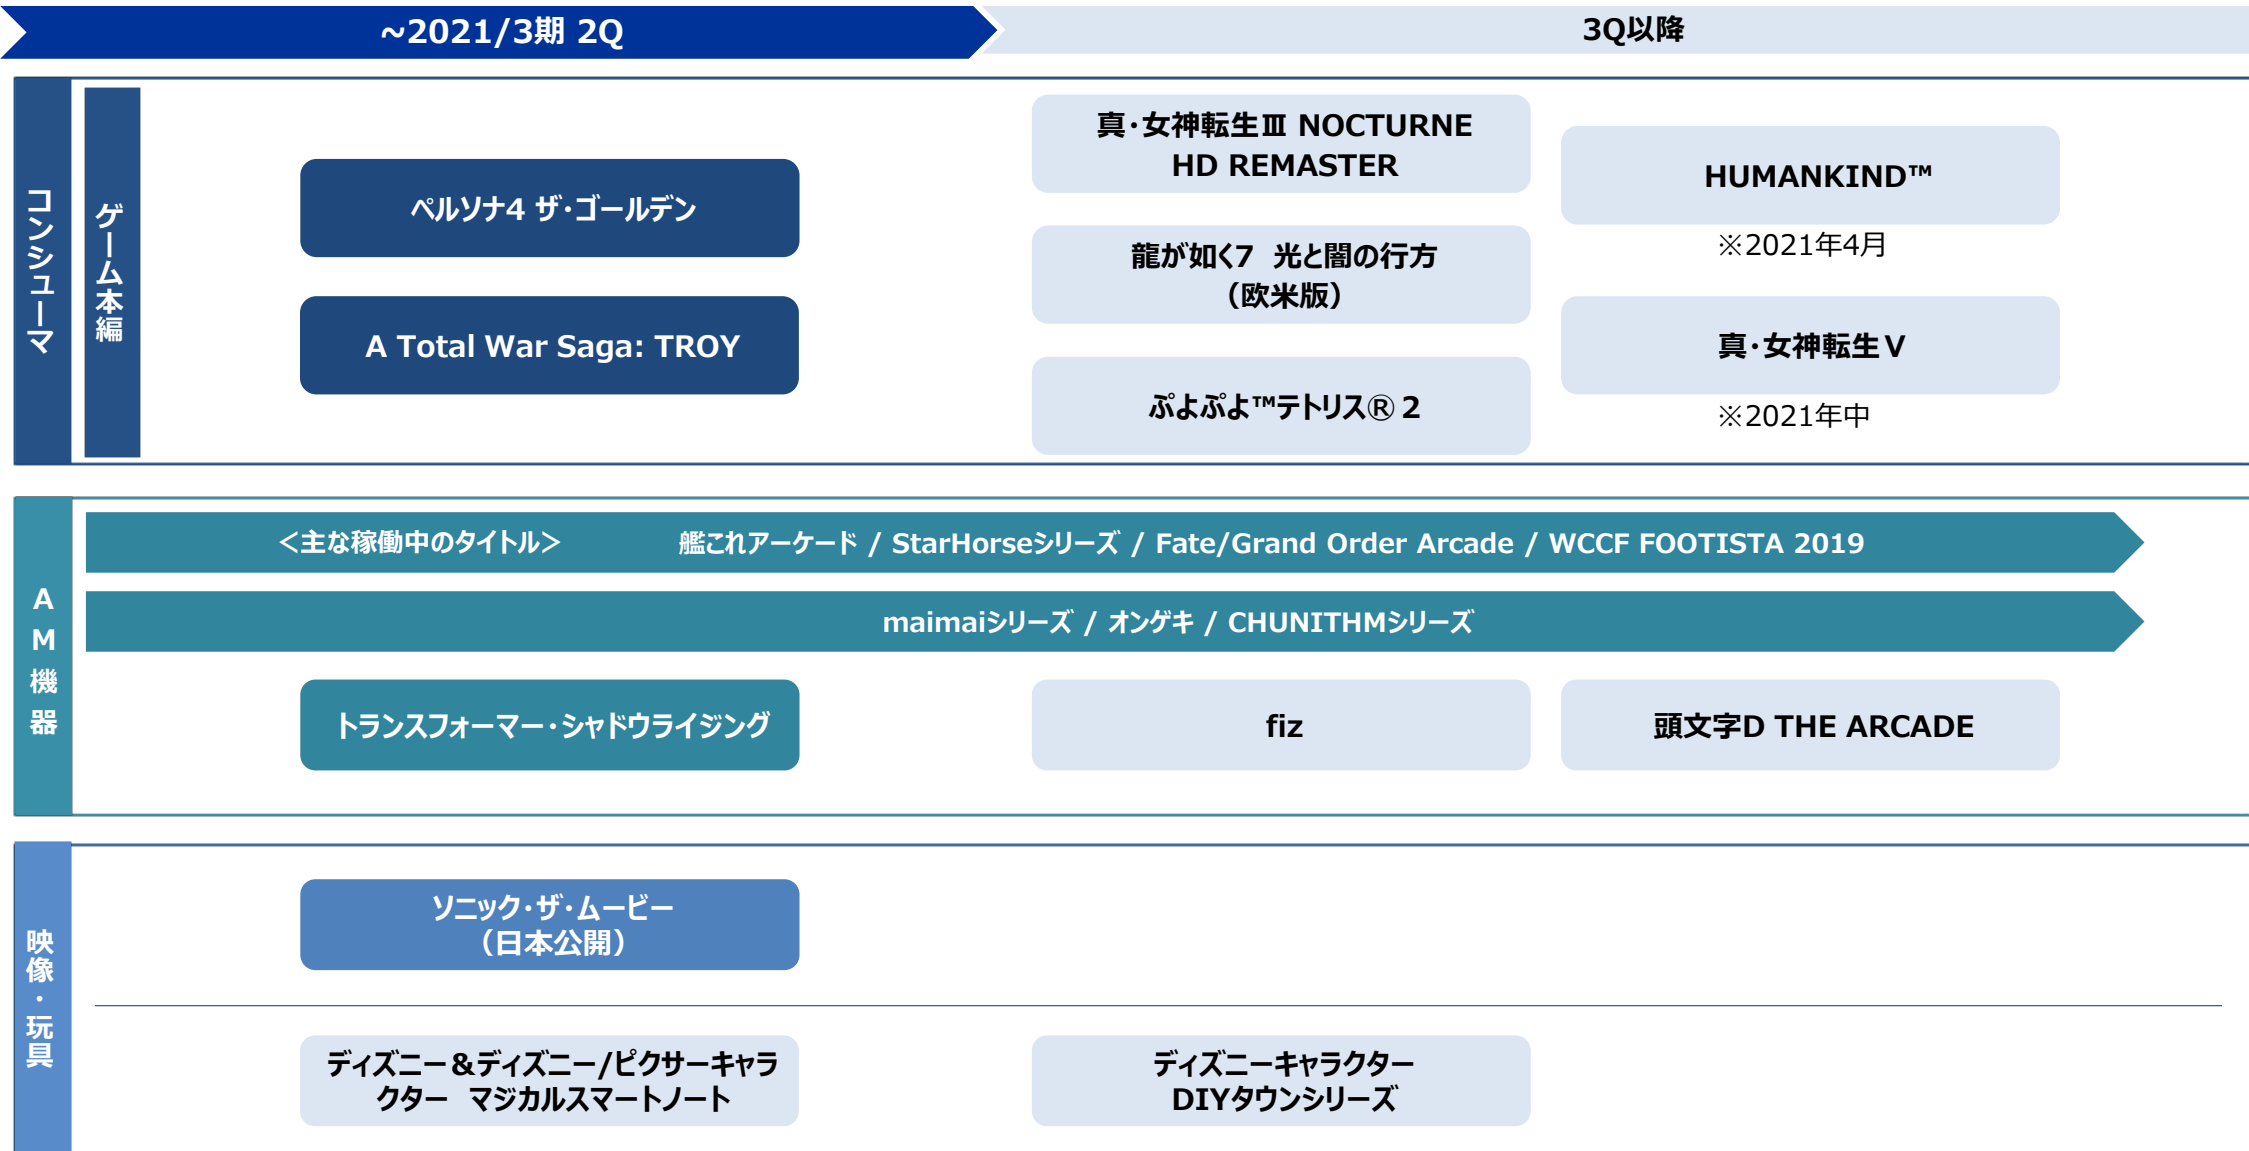 ~2021/3期 2Q
3Q以降
コンシューマ
ゲーム本編
ペルソナ4 ザ・ゴールデン
A Total War Saga: TROY
真・女神転生Ⅲ NOCTURNE
HD REMASTER
龍が如く7 光と闇の行方
（欧米版）
ぷよぷよ™テトリス® 2
HUMANKIND™
※2021年4月
真・女神転生Ⅴ
※2021年中
AM機器
＜主な稼働中のタイトル＞ 艦これアーケード / StarHorseシリーズ / Fate/Grand Order Arcade / WCCF FOOTISTA 2019
maimaiシリーズ / オンゲキ / CHUNITHMシリーズ
トランスフォーマー・シャドウライジング
fiz
頭文字D THE ARCADE
映像・玩具
ソニック・ザ・ムービー
（日本公開）
ディズニー＆ディズニー/ピクサーキャラ
クター マジカルスマートノート
ディズニーキャラクター
DIYタウンシリーズ